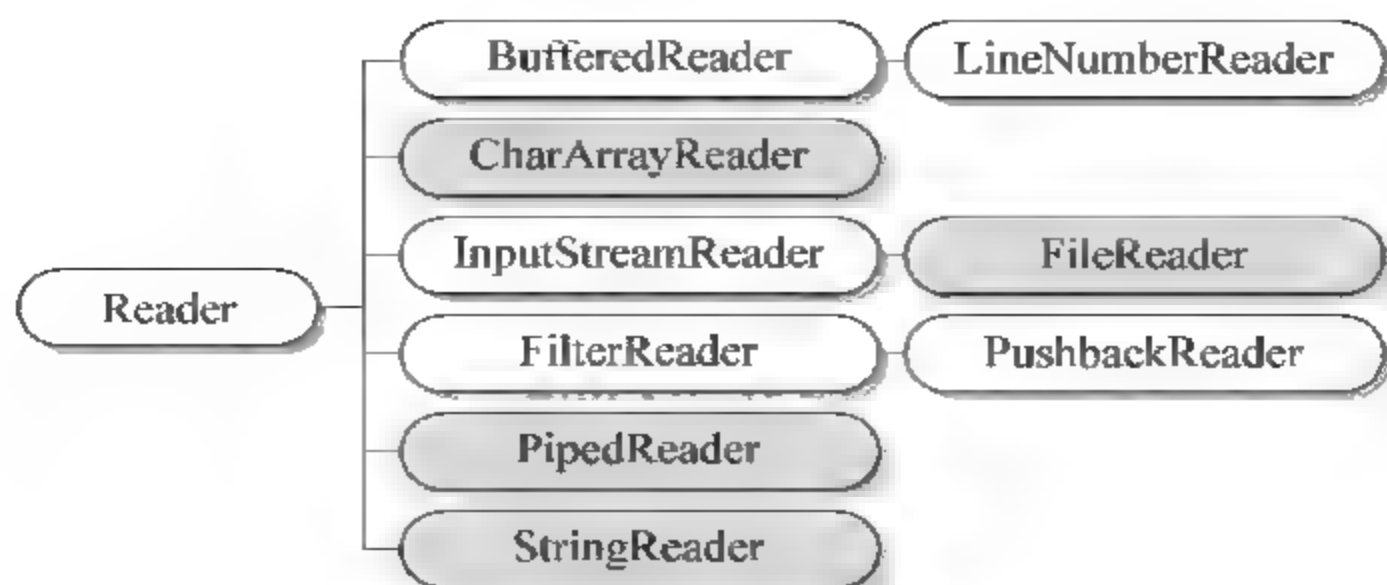 BufferedReader LineNumberReader
CharArrayReader
InputStreamReader FileReader
Reader
FilterReader PushbackReader
PipedReader
StringReader